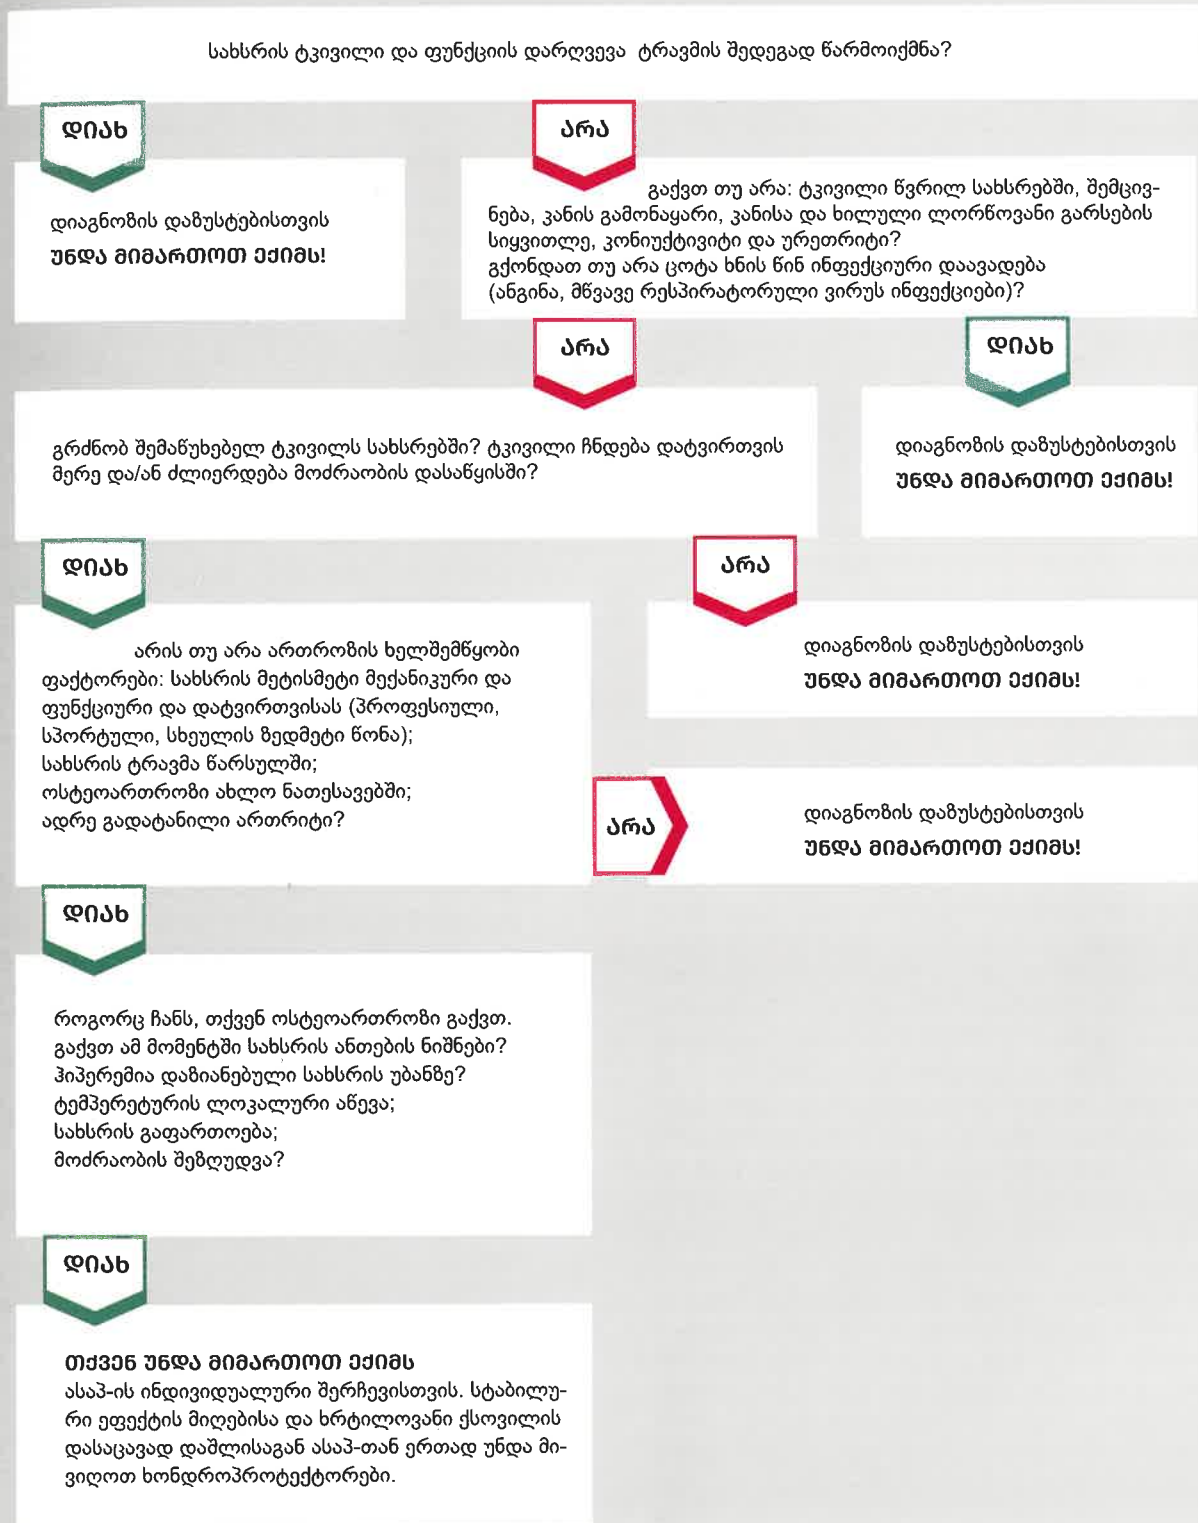 სახსრის ტკივილი და ფუნქციის დარღვევა ტრავმის შედეგად წარმოიქმნა?
დიახ
არა
დიაგნოზის დაზუსტებისთვის
უნდა მიმართოთ ექიმს!
გაქვთ თუ არა: ტკივილი წვრილ სახსრებში, შემცივ-
ნება, კანის გამონაყარი, კანისა და ხილული ლორწოვანი გარსების
სიყვითლე, კონიუქტივიტი და ურეთრიტი?
გქონდათ თუ არა ცოტა ხნის წინ ინფექციური დაავადება
(ანგინა, მწვავე რესპირატორული ვირუს ინფექციები)?
არა
დიახ
გრძნობ შემაწუხებელ ტკივილს სახსრებში? ტკივილი ჩნდება დატვირთვის
მერე და/ან ძლიერდება მოძრაობის დასაწყისში?
დიაგნოზის დაზუსტებისთვის
უნდა მიმართოთ ექიმს!
დიახ
არა
არის თუ არა ართროზის ხელშემწყობი
ფაქტორები: სახსრის მეტისმეტი მექანიკური და
ფუნქციური და დატვირთვისას (პროფესიული,
სპორტული, სხეულის ზედმეტი წონა);
სახსრის ტრავმა წარსულში;
ოსტეოართროზი ახლო ნათესავებში;
ადრე გადატანილი ართრიტი?
დიაგნოზის დაზუსტებისთვის
უნდა მიმართოთ ექიმს!
არა
დიაგნოზის დაზუსტებისთვის
უნდა მიმართოთ ექიმს!
დიახ
როგორც ჩანს, თქვენ ოსტეოართროზი გაქვთ.
გაქვთ ამ მომენტში სახსრის ანთების ნიშნები?
ჰიპერემია დაზიანებული სახსრის უბანზე?
ტემპერეტურის ლოკალური აწევა;
სახსრის გაფართოება;
მოძრაობის შეზღუდვა?
დიახ
თქვენ უნდა მიმართოთ ექიმს
ასაპ-ის ინდივიდუალური შერჩევისთვის. სტაბილუ-
რი ეფექტის მიღებისა და ხრტილოვანი ქსოვილის
დასაცავად დაშლისაგან ასაპ-თან ერთად უნდა მი-
ვიღოთ ხონდროპროტექტორები.